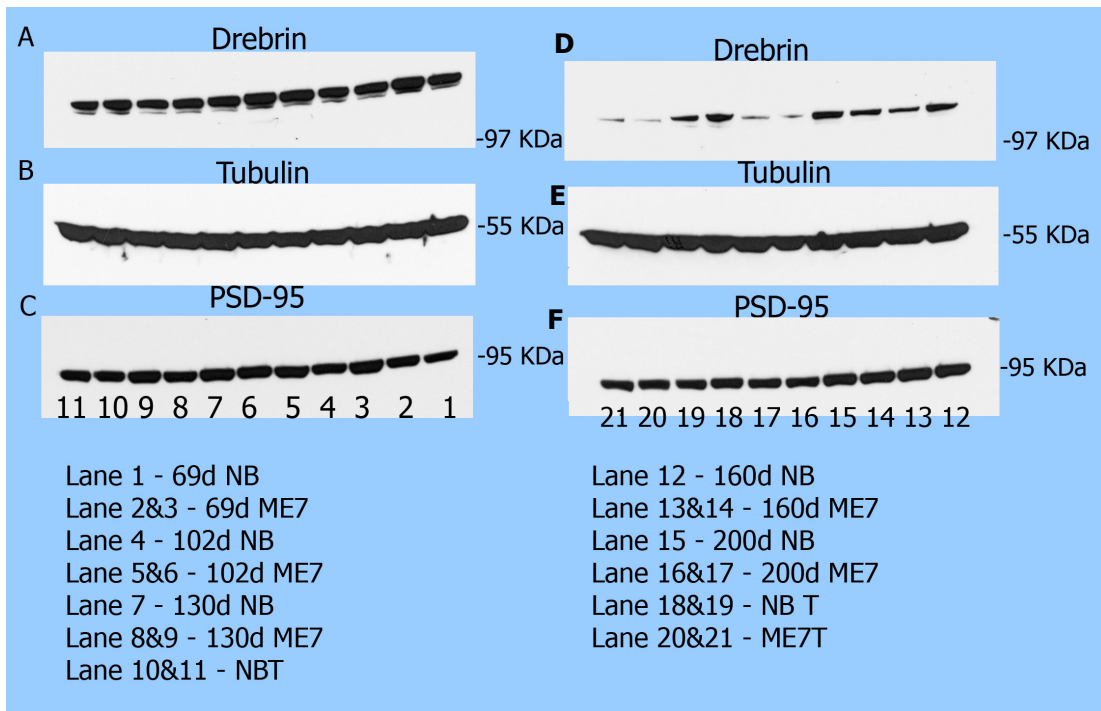 A
Drebrin
-97 KDa
B
Tubulin
-55 KDa
C
PSD-95
-95 KDa
11 10 9 8 7 6 5 4 3 2 1
Lane 1 - 69d NB
Lane 2&3 - 69d ME7
Lane 4 - 102d NB
Lane 5&6 - 102d ME7
Lane 7 - 130d NB
Lane 8&9 - 130d ME7
Lane 10&11 - NBT
D
Drebrin
-97 KDa
Tubulin
E
-55 KDa
PSD-95
F
-95 KDa
21 20 19 18 17 16 15 14 13 12
Lane 12 - 160d NB
Lane 13&14 - 160d ME7
Lane 15 - 200d NB
Lane 16&17 - 200d ME7
Lane 18&19 - NB T
Lane 20&21 - ME7T